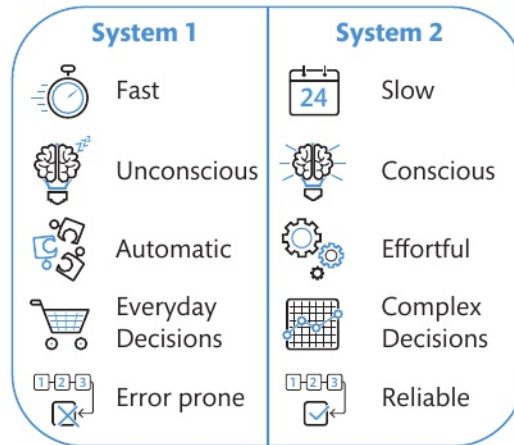 System 1
System 2
Fast
24
Slow
zzz
Unconscious
Conscious
Automatic
Effortful
Everyday
Decisions
Complex
Decisions
1 2 3
Error prone
1 2 3
Reliable